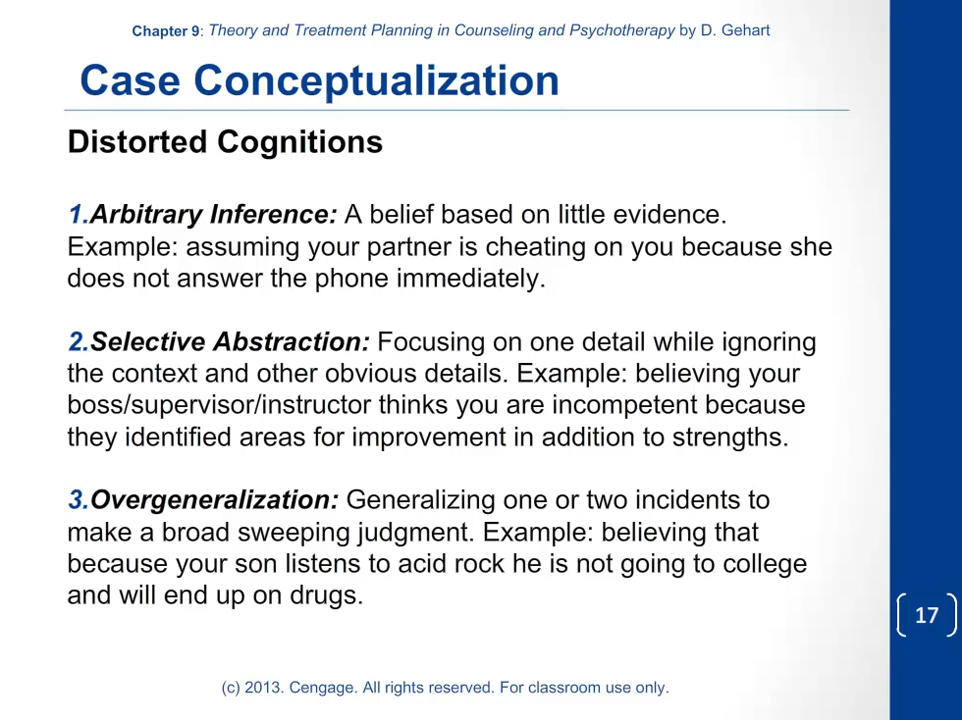 Chapter 9: Theory and Treatment Planning in Counseling and Psychotherapy by D. Gehart
Case Conceptualization
Distorted Cognitions
1.Arbitrary Inference: A belief based on little evidence.
Example: assuming your partner is cheating on you because she
does not answer the phone immediately.
2.Selective Abstraction: Focusing on one detail while ignoring
the context and other obvious details. Example: believing your
boss/supervisor/instructor thinks you are incompetent because
they identified areas for improvement in addition to strengths.
3.Overgeneralization: Generalizing one or two incidents to
make a broad sweeping judgment. Example: believing that
because your son listens to acid rock he is not going to college
and will end up on drugs.
17
(c) 2013. Cengage. All rights reserved. For classroom use only.